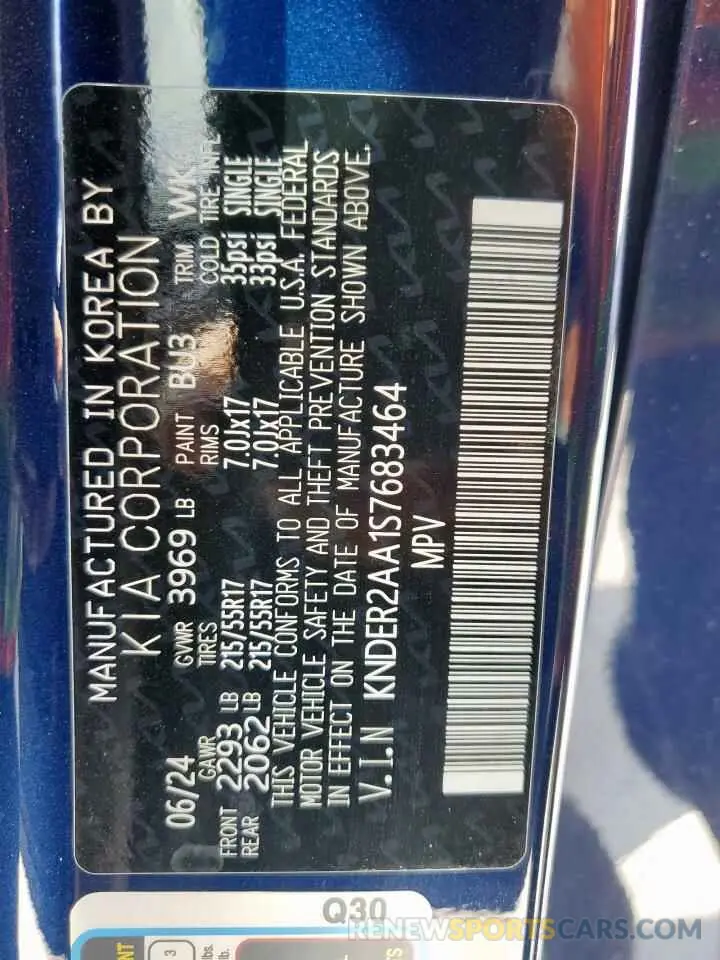 MANUFACTURED IN KOREA BY
KIA CORPORATION
06/24 GVWR 3969 LB PAINT BU3 TRIM WK
GAWR TIRES RIMS COLD TIRE INFL
FRONT 2293 LB 215/55R17 7.0Jx17 35psi SINGLE
REAR 2062 LB 215/55R17 7.0Jx17 33psi SINGLE
THIS VEHICLE CONFORMS TO ALL APPLICABLE U.S.A. FEDERAL
MOTOR VEHICLE SAFETY AND THEFT PREVENTION STANDARDS
IN EFFECT ON THE DATE OF MANUFACTURE SHOWN ABOVE.
V.I.N KNDER2AA1S7683464
MPV
Q30
3
lbs.
lb.
RENEWSPORTSCARS.COM